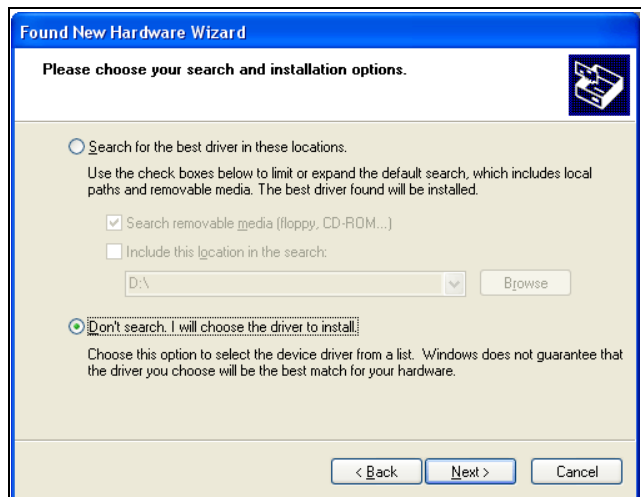 Found New Hardware Wizard
Please choose your search and installation options.
Search for the best driver in these locations.
Use the check boxes below to limit or expand the default search, which includes local
paths and removable media. The best driver found will be installed.
Search removable media (floppy, CD-ROM...)
Include this location in the search:
D:\
Browse
Don't search. I will choose the driver to install.
Choose this option to select the device driver from a list. Windows does not guarantee that
the driver you choose will be the best match for your hardware.
< Back Next > Cancel